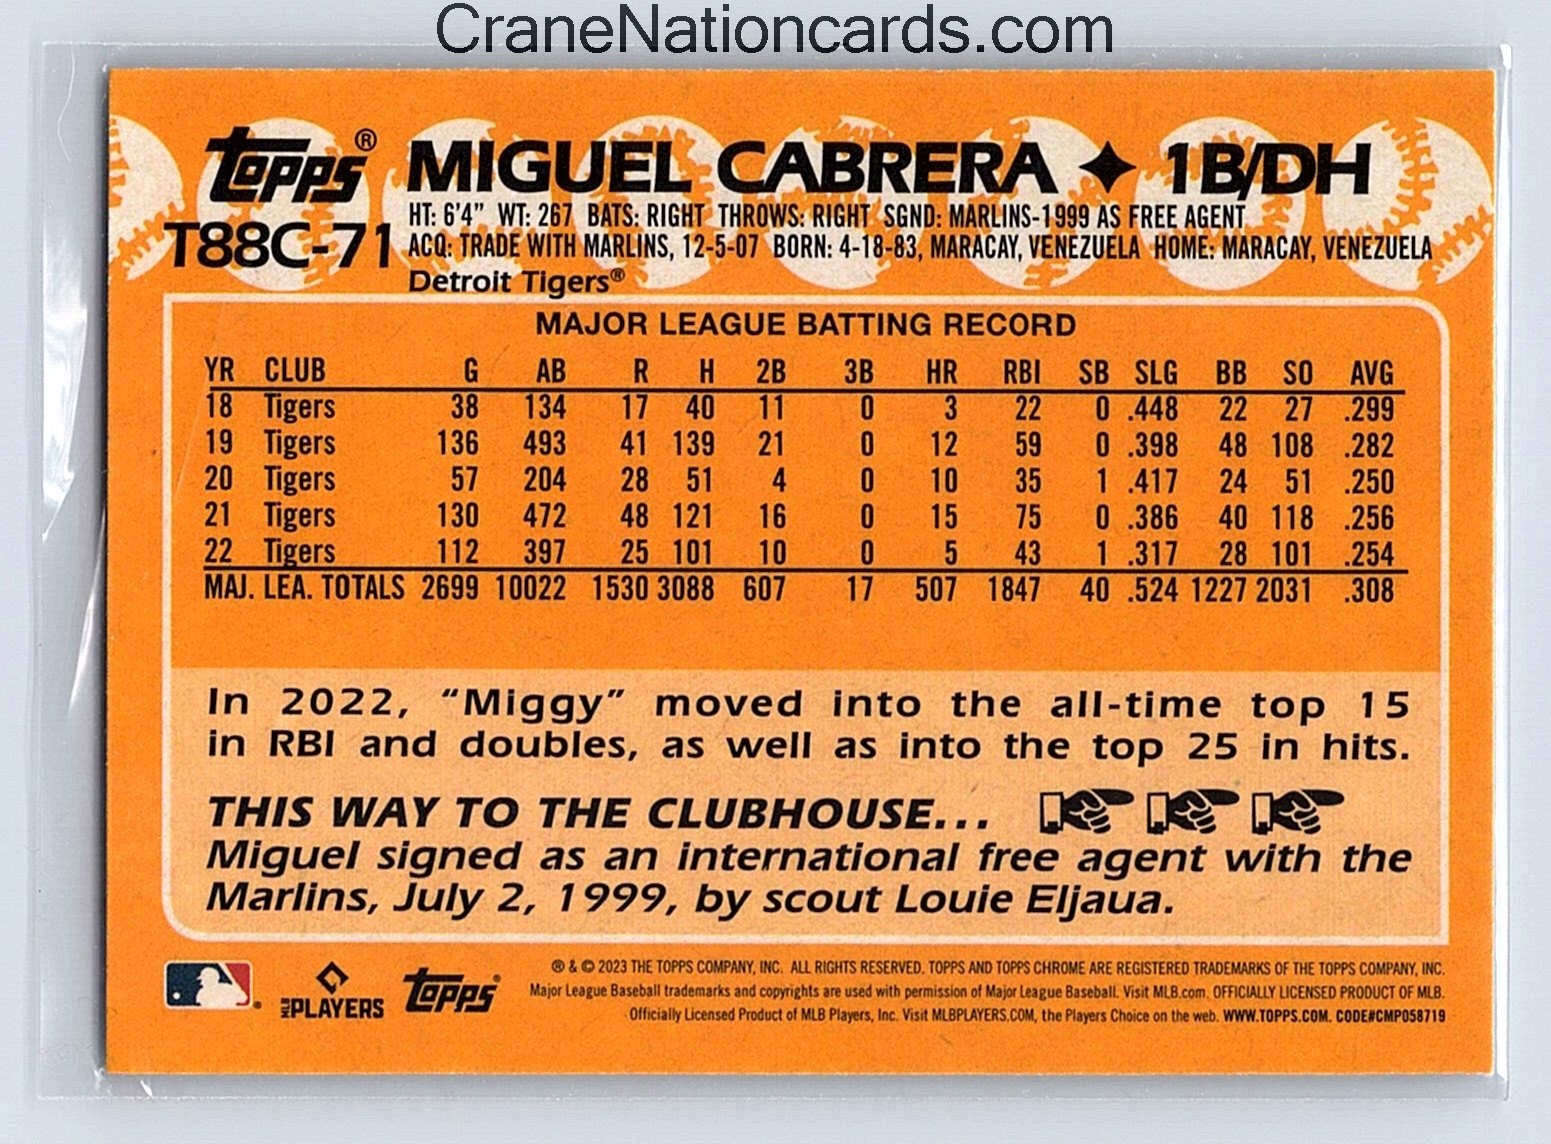 CraneNationcards.com
Topps® MIGUEL CABRERA ✦ 1B/DH
T88C-71
HT: 6'4" WT: 267 BATS: RIGHT THROWS: RIGHT SGND: MARLINS-1999 AS FREE AGENT
ACQ: TRADE WITH MARLINS, 12-5-07 BORN: 4-18-83, MARACAY, VENEZUELA HOME: MARACAY, VENEZUELA
Detroit Tigers®
MAJOR LEAGUE BATTING RECORD
YR CLUB G AB R H 2B 3B HR RBI SB SLG BB SO AVG
18 Tigers 38 134 17 40 11 0 3 22 0 .448 22 27 .299
19 Tigers 136 493 41 139 21 0 12 59 0 .398 48 108 .282
20 Tigers 57 204 28 51 4 0 10 35 1 .417 24 51 .250
21 Tigers 130 472 48 121 16 0 15 75 0 .386 40 118 .256
22 Tigers 112 397 25 101 10 0 5 43 1 .317 28 101 .254
MAJ. LEA. TOTALS 2699 10022 1530 3088 607 17 507 1847 40 .524 1227 2031 .308
In 2022, “Miggy” moved into the all-time top 15
in RBI and doubles, as well as into the top 25 in hits.
THIS WAY TO THE CLUBHOUSE...
Miguel signed as an international free agent with the
Marlins, July 2, 1999, by scout Louie Eljaua.
MLB PLAYERS Topps®
® & © 2023 THE TOPPS COMPANY, INC. ALL RIGHTS RESERVED. TOPPS AND TOPPS CHROME ARE REGISTERED TRADEMARKS OF THE TOPPS COMPANY, INC.
Major League Baseball trademarks and copyrights are used with permission of Major League Baseball. Visit MLB.com. OFFICIALLY LICENSED PRODUCT OF MLB.
Officially Licensed Product of MLB Players, Inc. Visit MLBPLAYERS.COM, the Players Choice on the web. WWW.TOPPS.COM. CODE#CMP058719